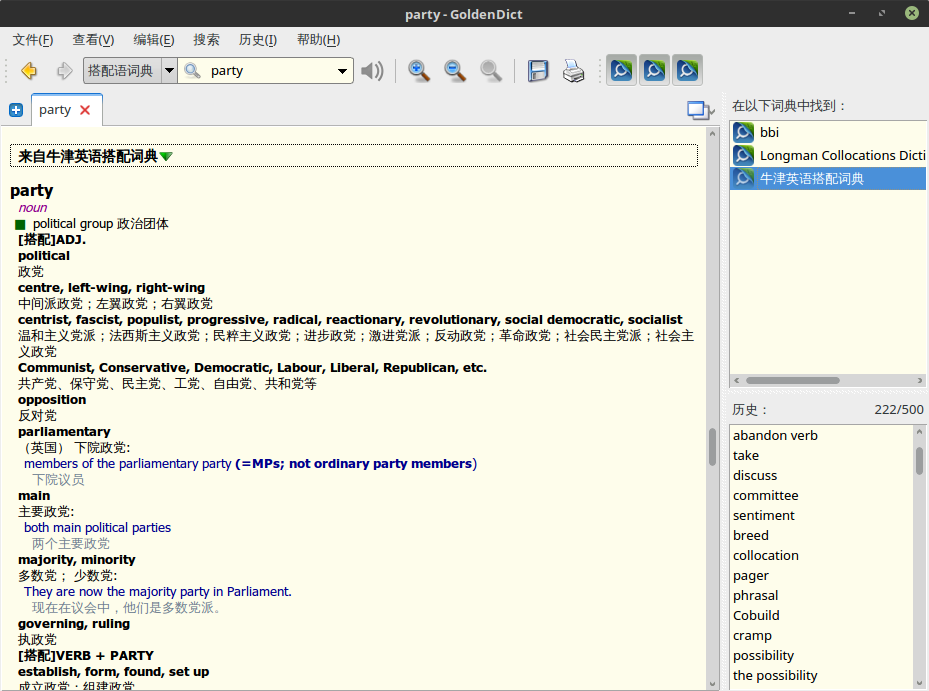 party - GoldenDict
文件(F) 查看(V) 编辑(E) 搜索 历史(I) 帮助(H)
搭配语词典 party
party
在以下词典中找到：
bbi
Longman Collocations Dicti
牛津英语搭配词典
来自牛津英语搭配词典
party
noun
political group 政治团体
[搭配]ADJ.
political
政党
centre, left-wing, right-wing
中间派政党；左翼政党；右翼政党
centrist, fascist, populist, progressive, radical, reactionary, revolutionary, social democratic, socialist
温和主义党派；法西斯主义政党；民粹主义政党；进步政党；激进党派；反动政党；革命政党；社会民主党派；社会主
义政党
Communist, Conservative, Democratic, Labour, Liberal, Republican, etc.
共产党、保守党、民主党、工党、自由党、共和党等
opposition
反对党
parliamentary
（英国） 下院政党:
members of the parliamentary party (=MPs; not ordinary party members)
下院议员
main
主要政党:
both main political parties
两个主要政党
majority, minority
多数党； 少数党:
They are now the majority party in Parliament.
现在在议会中，他们是多数党派。
governing, ruling
执政党
[搭配]VERB + PARTY
establish, form, found, set up
成立政党；组建政党
历史： 222/500
abandon verb
take
discuss
committee
sentiment
breed
collocation
pager
phrasal
Cobuild
cramp
possibility
the possibility